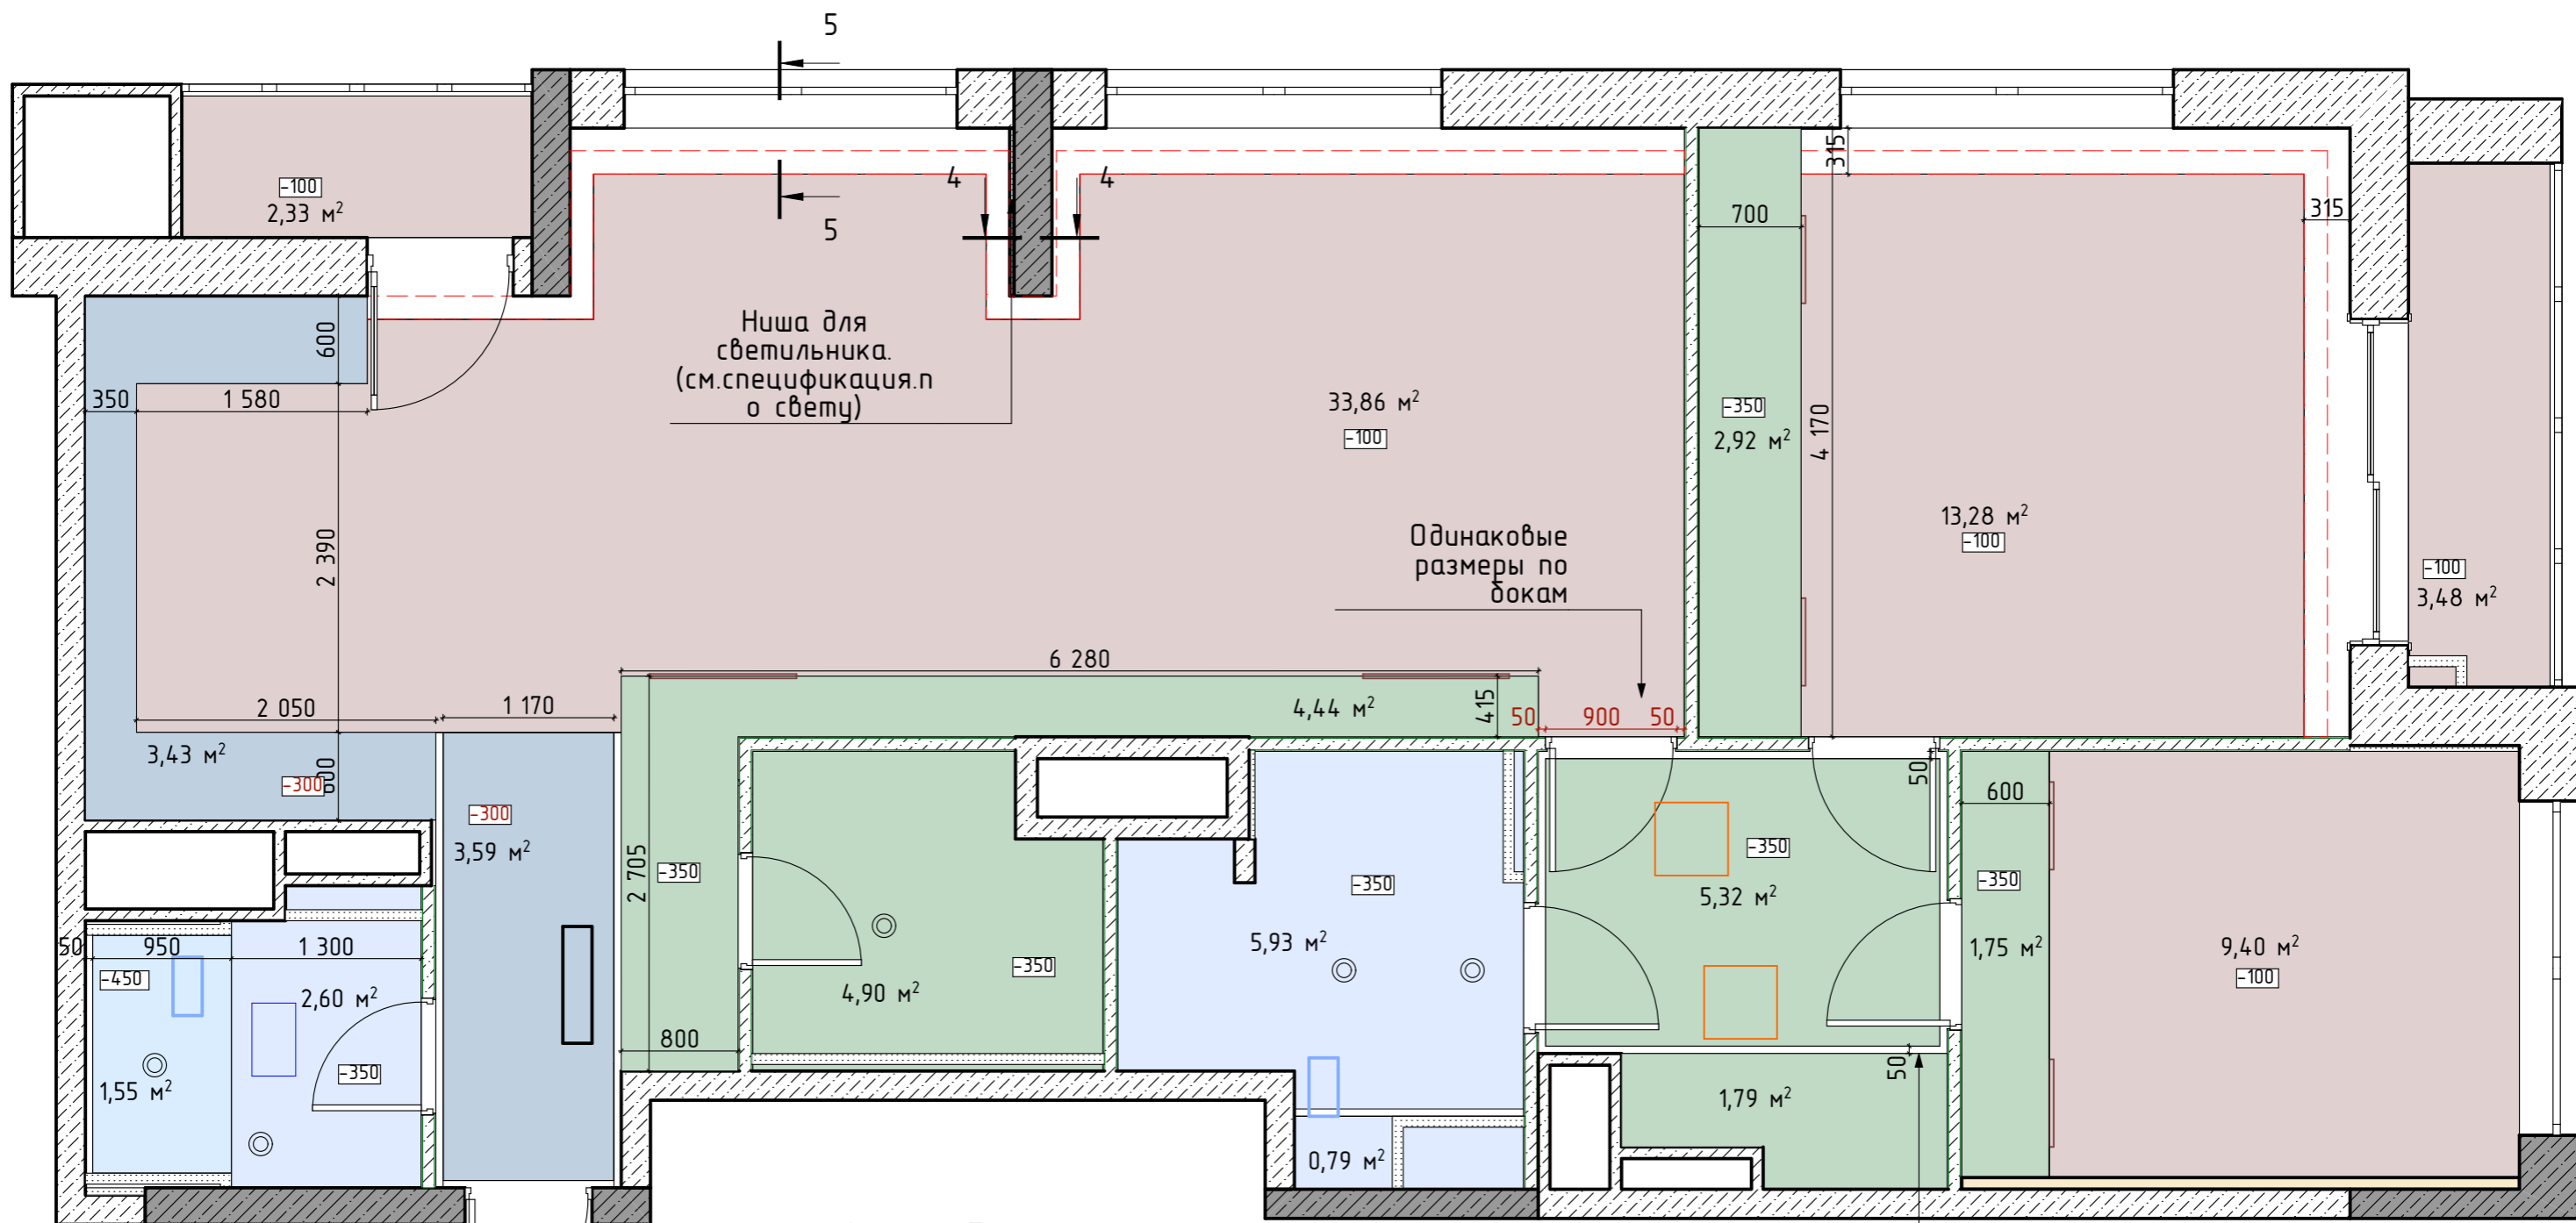 5
-100
2,33 м²
4
4
5
315
700
315
600
Ниша для
светильника.
(см.спецификация.п
о свету)
350
1 580
33,86 м²
-100
-350
2,92 м²
4 170
13,28 м²
-100
-100
3,48 м²
2 390
Одинаковые
размеры по
бокам
6 280
2 050
1 170
4,44 м²
415
50
900
50
3,43 м²
-300
600
-300
3,59 м²
50
600
2 705
-350
-350
-350
5,32 м²
-350
50
950
1 300
5,93 м²
1,75 м²
9,40 м²
-100
-450
2,60 м²
4,90 м²
-350
800
-350
1,55 м²
50
1,79 м²
0,79 м²